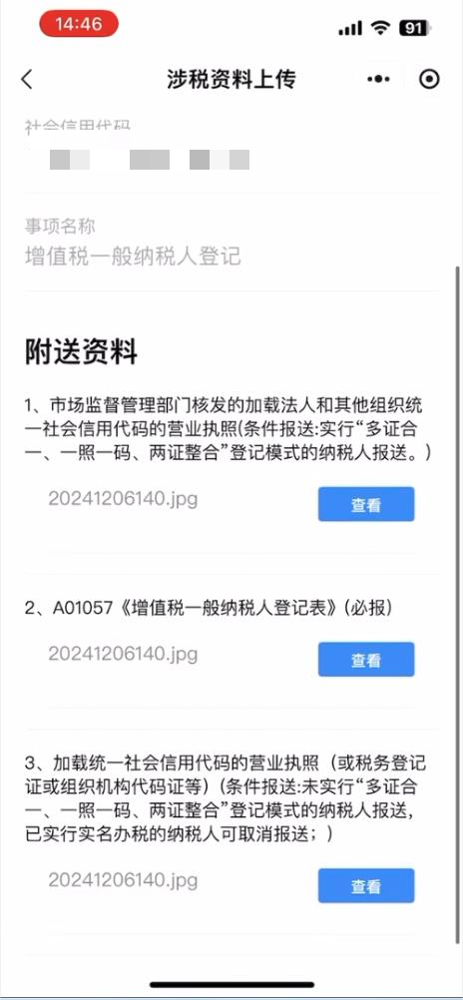 14:46
91
涉税资料上传
社会信用代码
事项名称
增值税一般纳税人登记
附送资料
1、市场监督管理部门核发的加载法人和其他组织统
一社会信用代码的营业执照(条件报送:实行“多证合
一、一照一码、两证整合”登记模式的纳税人报送。)
20241206140.jpg
查看
2、A01057《增值税一般纳税人登记表》(必报)
20241206140.jpg
查看
3、加载统一社会信用代码的营业执照（或税务登记
证或组织机构代码证等）(条件报送:未实行“多证合
一、一照一码、两证整合”登记模式的纳税人报送,
已实行实名办税的纳税人可取消报送；)
20241206140.jpg
查看